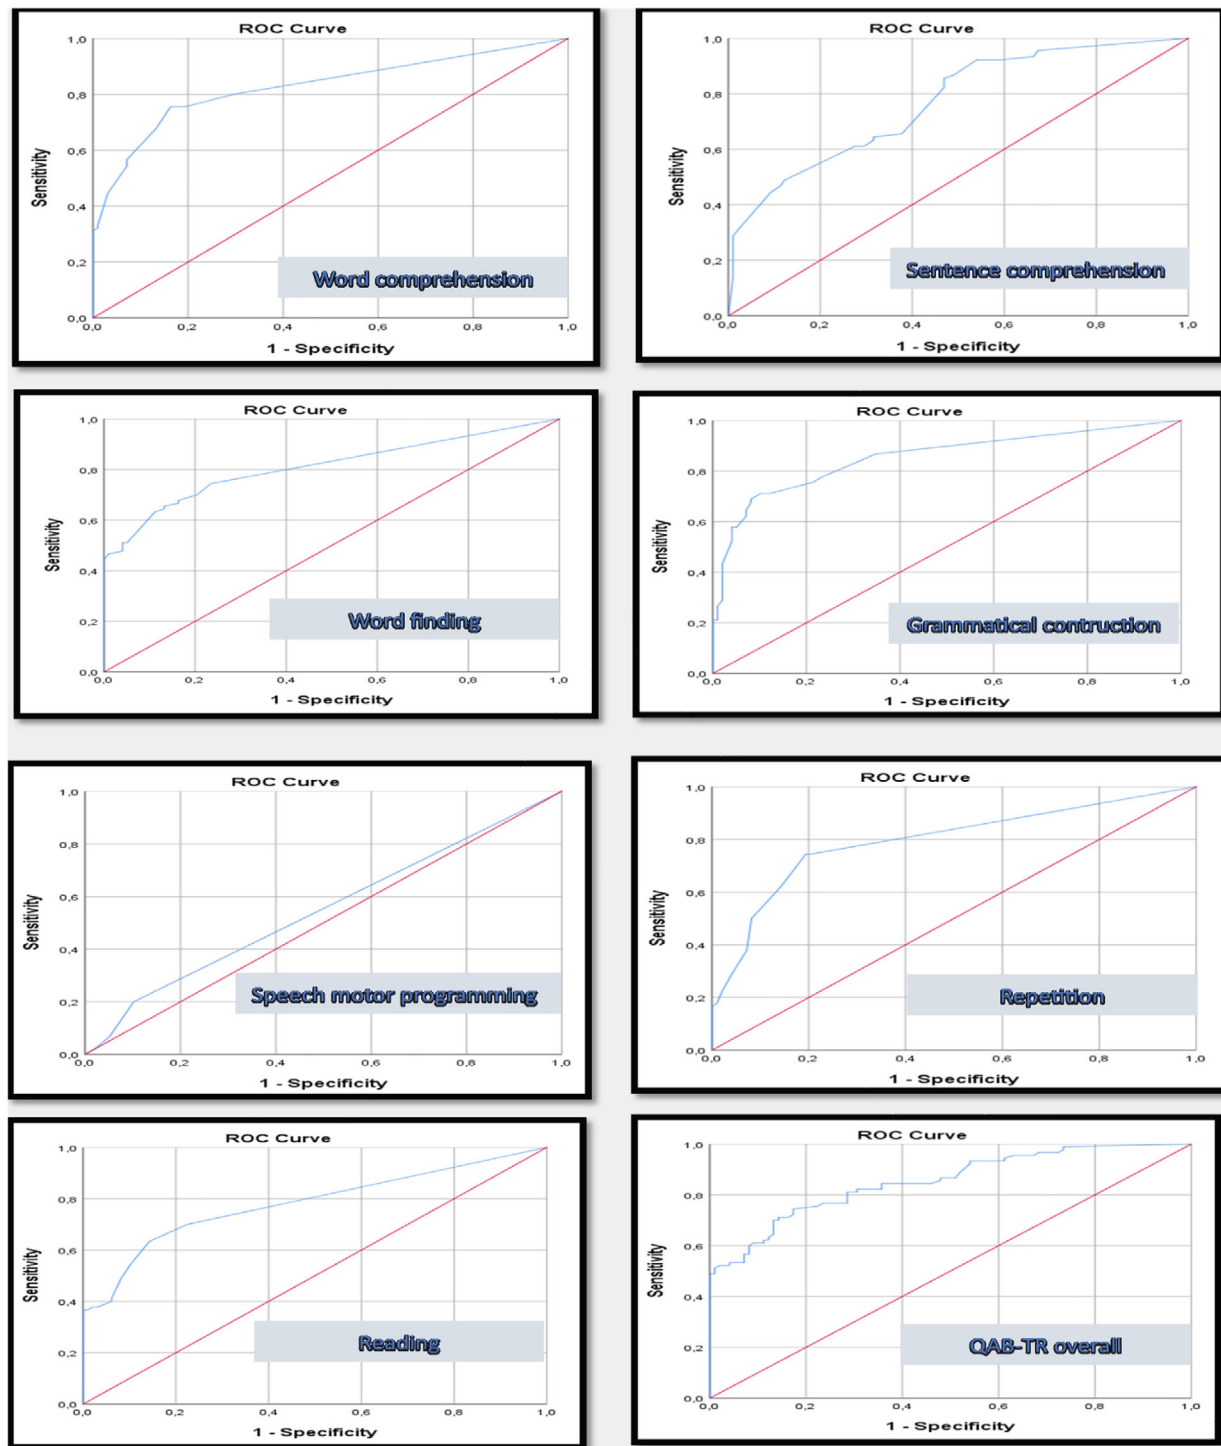 ROC Curve
1,0
0,8
0,6
0,4
0,2
0,0
Sensitivity
Word comprehension
0,0 0,2 0,4 0,6 0,8 1,0
1 - Specificity
ROC Curve
1,0
0,8
0,6
0,4
0,2
0,0
Sensitivity
Sentence comprehension
0,0 0,2 0,4 0,6 0,8 1,0
1 - Specificity
ROC Curve
1,0
0,8
0,6
0,4
0,2
0,0
Sensitivity
Word finding
0,0 0,2 0,4 0,6 0,8 1,0
1 - Specificity
ROC Curve
1,0
0,8
0,6
0,4
0,2
0,0
Sensitivity
Grammatical contruction
0,0 0,2 0,4 0,6 0,8 1,0
1 - Specificity
ROC Curve
1,0
0,8
0,6
0,4
0,2
0,0
Sensitivity
Speech motor programming
0,0 0,2 0,4 0,6 0,8 1,0
1 - Specificity
ROC Curve
1,0
0,8
0,6
0,4
0,2
0,0
Sensitivity
Repetition
0,0 0,2 0,4 0,6 0,8 1,0
1 - Specificity
ROC Curve
1,0
0,8
0,6
0,4
0,2
0,0
Sensitivity
Reading
0,0 0,2 0,4 0,6 0,8 1,0
1 - Specificity
ROC Curve
1,0
0,8
0,6
0,4
0,2
0,0
Sensitivity
QAB-TR overall
0,0 0,2 0,4 0,6 0,8 1,0
1 - Specificity